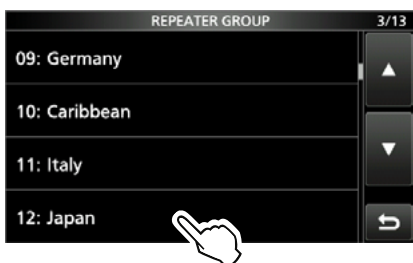 REPEATER GROUP 3/13
09: Germany
10: Caribbean
11: Italy
12: Japan